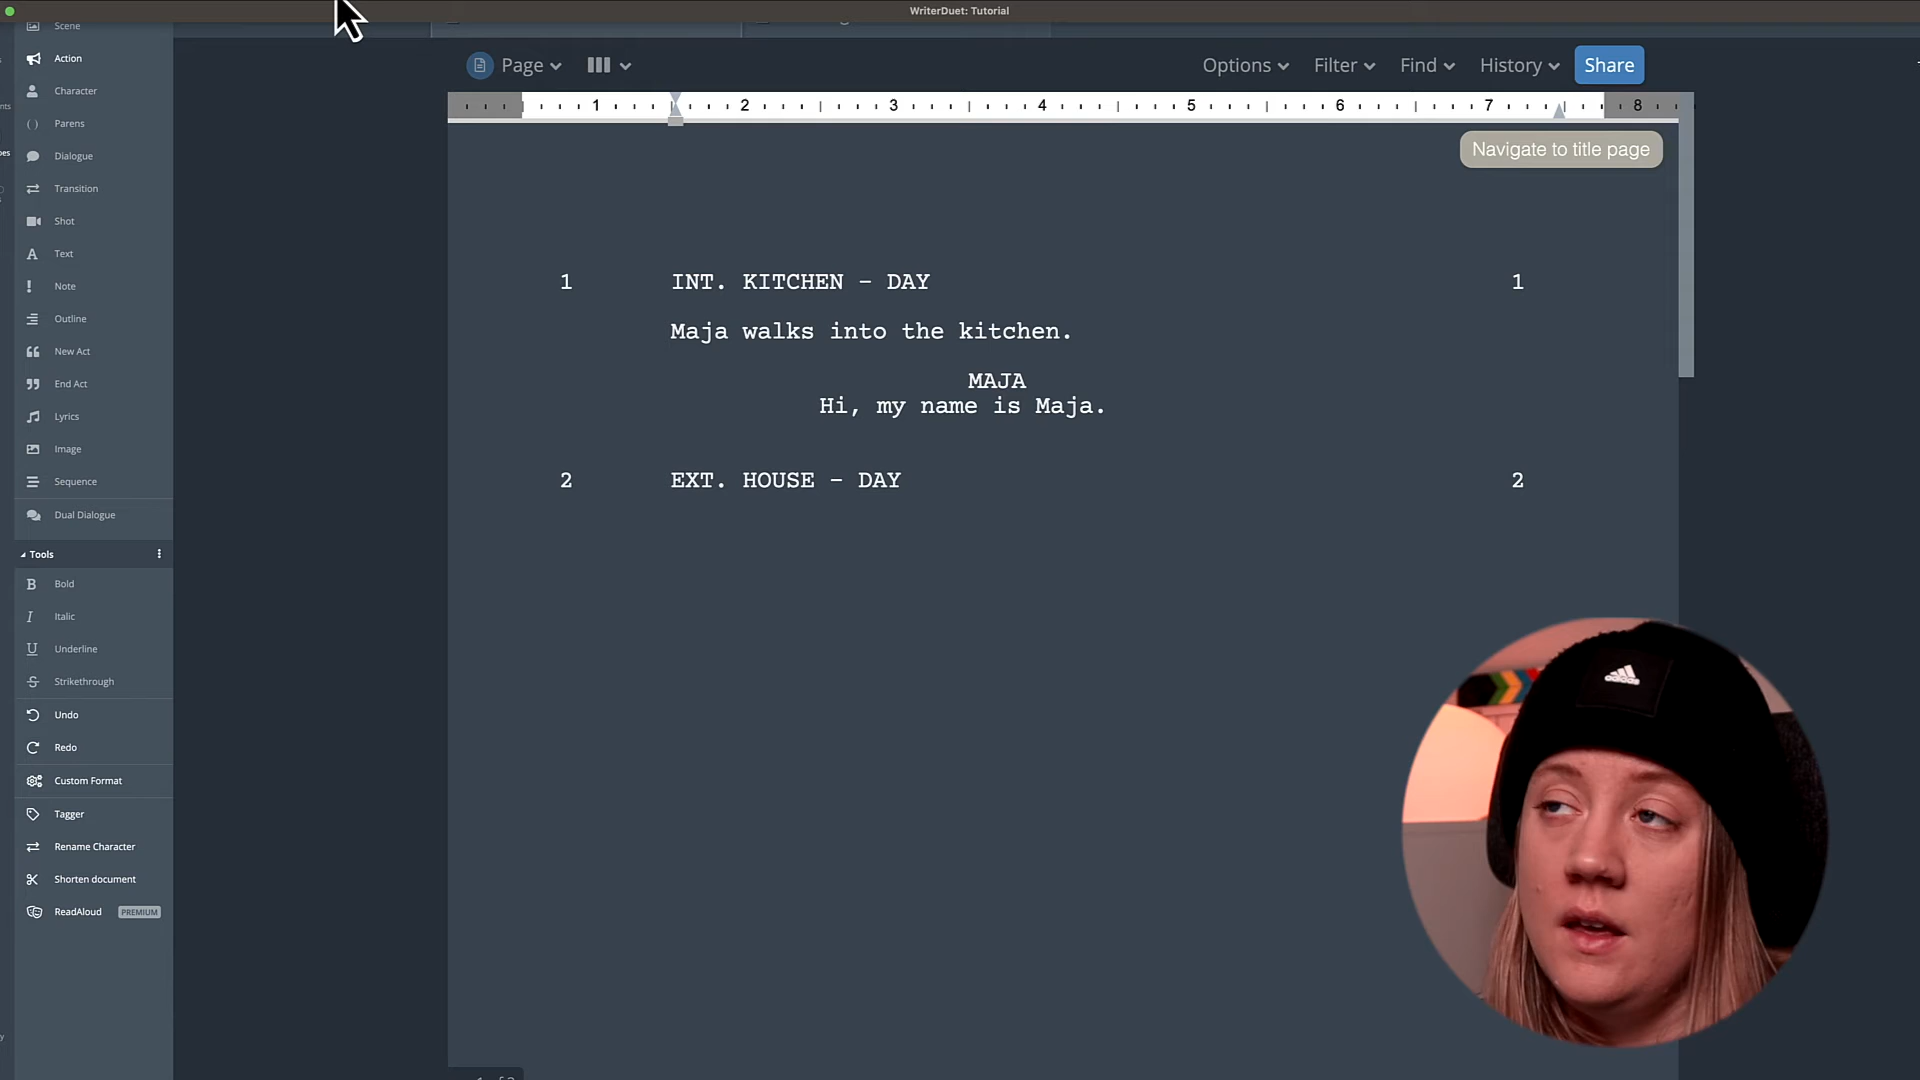 WriterDuet: Tutorial
Scene
Action
Character
Parens
Dialogue
Transition
Shot
Text
Note
Outline
New Act
End Act
Lyrics
Image
Sequence
Dual Dialogue
Tools
Bold
Italic
Underline
Strikethrough
Undo
Redo
Custom Format
Tagger
Rename Character
Shorten document
ReadAloud PREMIUM
Page
Options Filter Find History Share
1 2 3 4 5 6 7 8
Navigate to title page
1 INT. KITCHEN - DAY 1
Maja walks into the kitchen.
MAJA
Hi, my name is Maja.
2 EXT. HOUSE - DAY 2
adidas